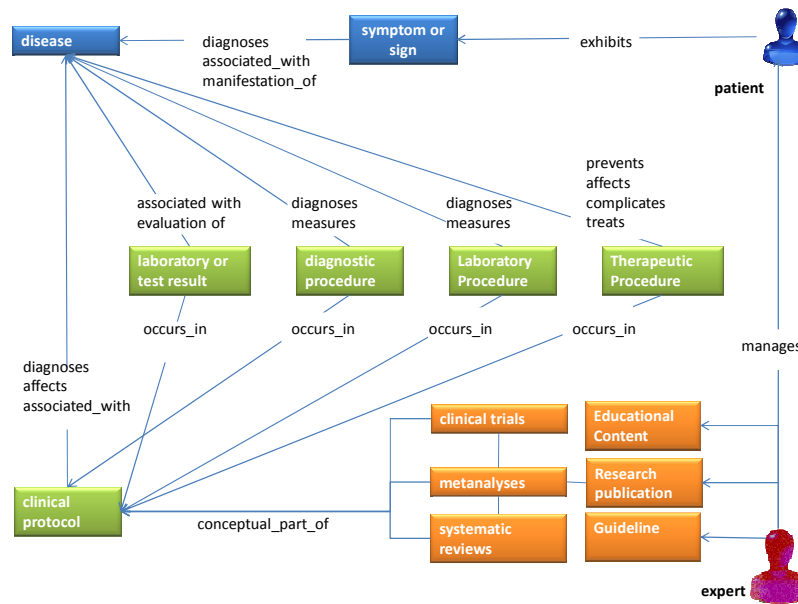 disease
diagnoses
associated_with
manifestation_of
symptom or
sign
exhibits
patient
prevents
affects
complicates
treats
associated with
evaluation of
diagnoses
measures
diagnoses
measures
laboratory or
test result
diagnostic
procedure
Laboratory
Procedure
Therapeutic
Procedure
occurs_in
occurs_in
occurs_in
occurs_in
manages
diagnoses
affects
associated_with
clinical trials
Educational
Content
metanalyses
Research
publication
clinical
protocol
conceptual_part_of
systematic
reviews
Guideline
expert